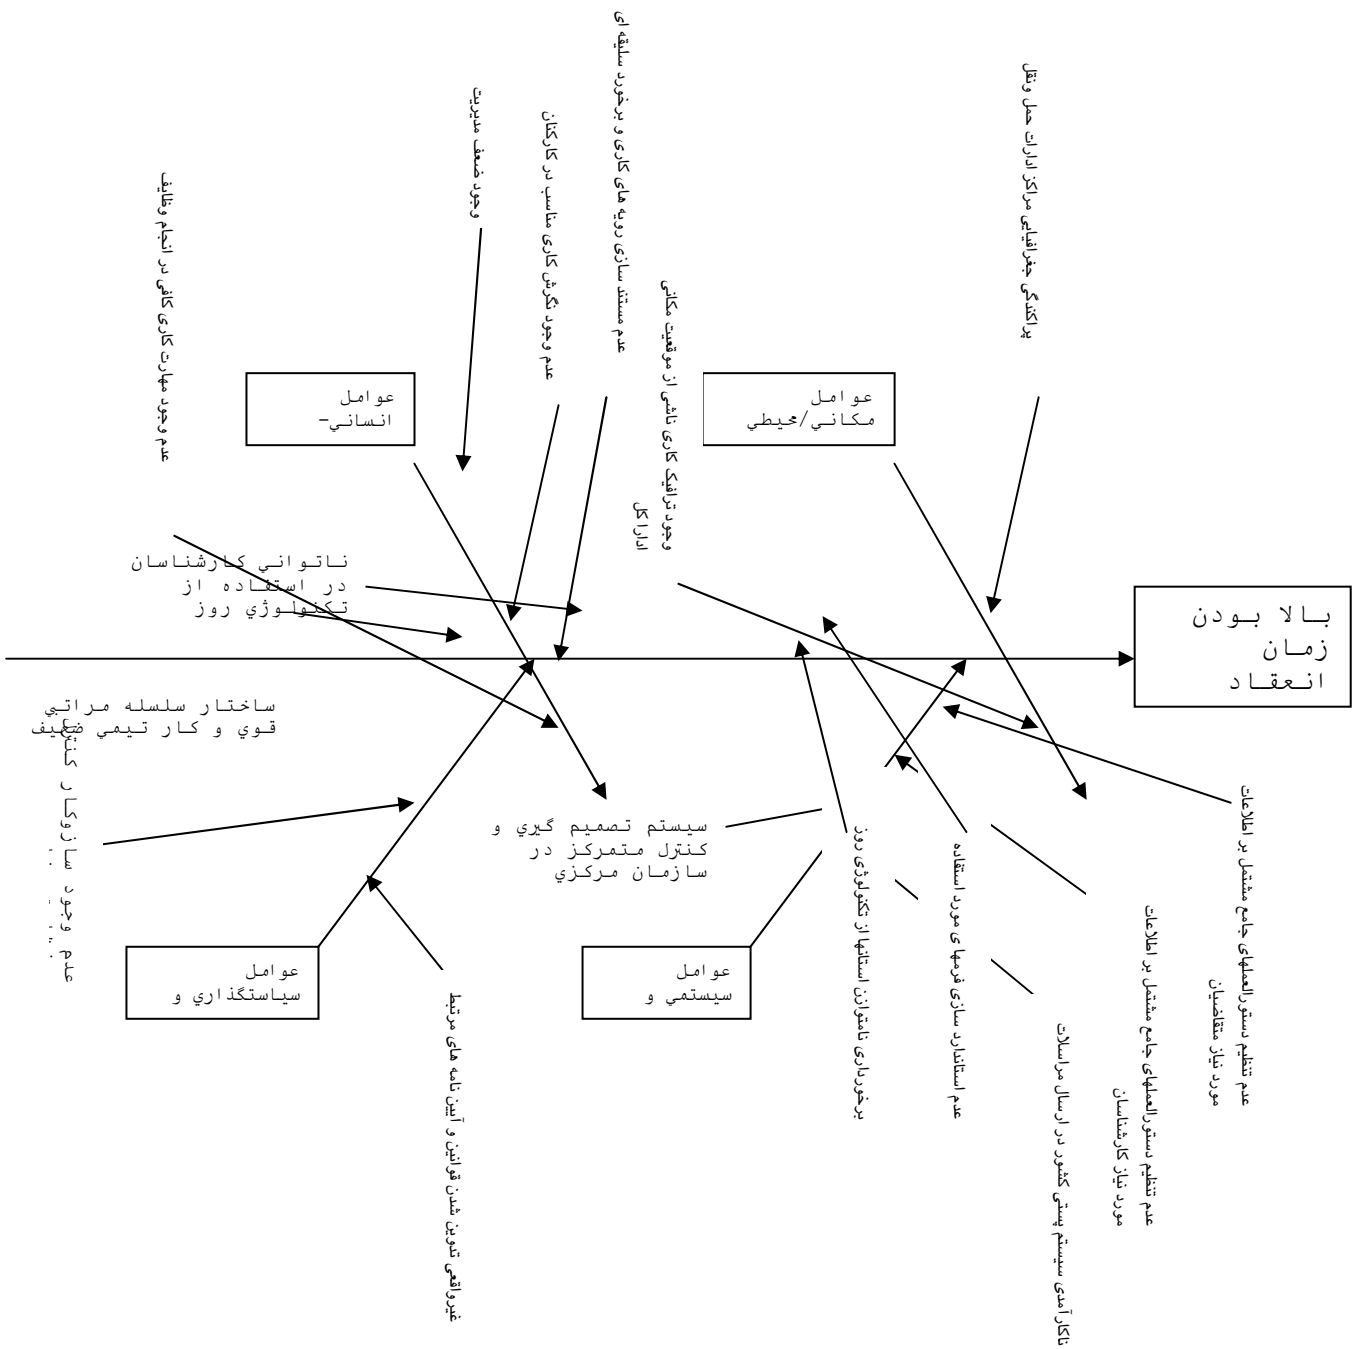 عدم مستند سازی رویه های کاری و برخورد سلیقه ای
پراکندگی جغرافیایی مراکز ادارات حمل ونقل
وجود ضعف مدیریت
عدم وجود نگرش کاری مناسب در کارکنان
عدم وجود مهارت کاری کافی در انجام وظایف
وجود ترافیک کاری ناشی از موقعیت مکانی
اداراکل
عوامل
مكاني/محيطي
عوامل
انساني-
ناتواني كارشناسان
در استفاده از
تكنولوژي روز
بالا بودن
زمان
انعقاد
ساختار سلسله مراتبي
قوي و كار تيمي ضعيف
عدم وجود سازوكار كنترل
سيستم تصميم گيري و
كنترل متمركز در
سازمان مركزي
عوامل
سيستمي و
عوامل
سياستگذاري و
برخورداری نامتوازن استانها از تکنولوژی روز
عدم استاندارد سازی فرمها ی مورد استفاده
عدم تنظیم دستورالعملهای جامع مشتمل بر اطلاعات
مورد نیاز متقاضیان
عدم تنظیم دستورالعملهای جامع مشتمل بر اطلاعات
مورد نیاز کارشناسان
ناکارآمدی سیستم پستی کشور در ارسال مراسلات
غیرواقعی تدوین شدن قوانین و آیین نامه های مرتبط